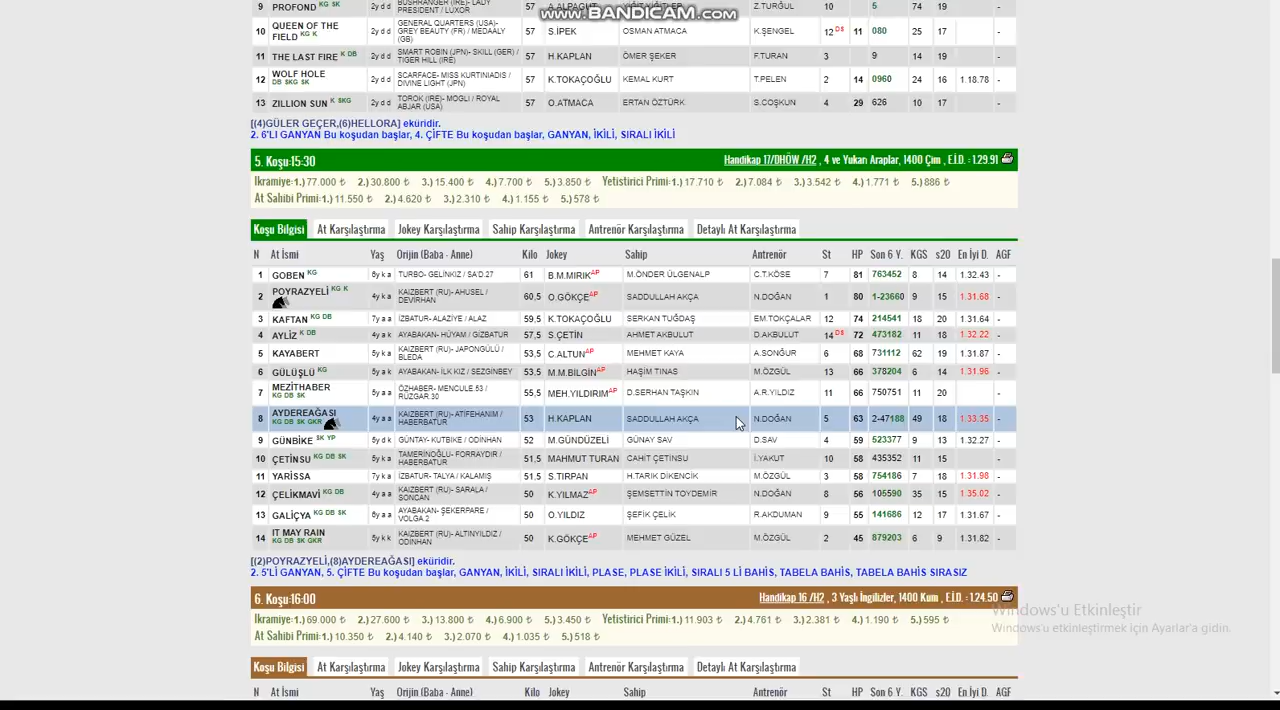 www.BANDICAM.com
9 PROFOND KG SK BUSHRANGER (IRE)- LADY PRESIDENT / LUXOR 57 A.ALPAGUT YİĞİT YİĞİTLER Z.TURĞUL 10 5 74 19
10 QUEEN OF THE FIELD KG K 2y d d GENERAL QUARTERS (USA)- GREY BEAUTY (FR) / MEDAALY (GB) 57 S.İPEK OSMAN ATMACA K.ŞENGEL 12 DS 11 080 25 17 -
11 THE LAST FIRE K DB 2y d d SMART ROBIN (JPN)- SKILL (GER) / TIGER HILL (IRE) 57 H.KAPLAN ÖMER ŞEKER F.TURAN 3 9 14 19 -
12 WOLF HOLE DB SKG SK 2y d d SCARFACE- MISS KURTINIADIS / DIVINE LIGHT (JPN) 57 K.TOKAÇOĞLU KEMAL KURT T.PELEN 2 14 0960 24 16 1.18.78 -
13 ZILLION SUN K SKG 2y d d TOROK (IRE)- MOGLI / ROYAL ABJAR (USA) 57 O.ATMACA ERTAN ÖZTÜRK S.COŞKUN 4 29 626 10 17 -
[(4)GÜLER GEÇER,(6)HELLORA] eküridir.
2. 6'LI GANYAN Bu koşudan başlar, 4. ÇİFTE Bu koşudan başlar, GANYAN, İKİLİ, SIRALI İKİLİ
5. Koşu:15:30 Handikap 17/DHÖW /H2 , 4 ve Yukarı Araplar, 1400 Çim , E.İ.D. : 1.29.91
İkramiye:1.) 77.000 ₺ 2.) 30.800 ₺ 3.) 15.400 ₺ 4.) 7.700 ₺ 5.) 3.850 ₺ Yetistirici Primi:1.) 17.710 ₺ 2.) 7.084 ₺ 3.) 3.542 ₺ 4.) 1.771 ₺ 5.) 886 ₺
At Sahibi Primi:1.) 11.550 ₺ 2.) 4.620 ₺ 3.) 2.310 ₺ 4.) 1.155 ₺ 5.) 578 ₺
Koşu Bilgisi At Karşılaştırma Jokey Karşılaştırma Sahip Karşılaştırma Antrenör Karşılaştırma Detaylı At Karşılaştırma
N At İsmi Yaş Orijin (Baba - Anne) Kilo Jokey Sahip Antrenör St HP Son 6 Y. KGS s20 En İyi D. AGF
1 GOBEN KG 6y k a TURBO- GELİNKIZ / SA'D.27 61 B.M.MIRIK AP M.ÖNDER ÜLGENALP C.T.KÖSE 7 81 763452 8 14 1.32.43 -
2 POYRAZYELİ KG K 4y k a KAIZBERT (RU)- AHUSEL / DEVİRHAN 60,5 O.GÖKÇE AP SADDULLAH AKÇA N.DOĞAN 1 80 1-23660 9 15 1.31.68 -
3 KAFTAN KG DB 7y a a İZBATUR- ALAZİYE / ALAZ 59,5 K.TOKAÇOĞLU SERKAN TUĞDAŞ EM.TOKÇALAR 12 74 214541 18 20 1.31.64 -
4 AYLİZ K DB 4y k a AYABAKAN- HÜYAM / GİZBATUR 57,5 S.ÇETİN AHMET AKBULUT D.AKBULUT 14 DS 72 473182 11 18 1.32.22 -
5 KAYABERT 5y k a KAIZBERT (RU)- JAPONGÜLÜ / BLEDA 53,5 C.ALTUN AP MEHMET KAYA A.SONĞUR 6 68 731112 62 19 1.31.87 -
6 GÜLÜŞLÜ KG 5y a k AYABAKAN- İLK KIZ / SEZGINBEY 53,5 M.M.BİLGİN AP HAŞİM TINAS M.ÖZGÜL 13 66 378204 6 14 1.31.96 -
7 MEZİTHABER KG DB SK 5y a a ÖZHABER- MENCULE 53 / RÜZGAR 30 55,5 MEH.YILDIRIM AP D.SERHAN TAŞKIN A.R.YILDIZ 11 66 750751 11 20 -
8 AYDEREAĞASI KG DB SK GKR 4y a a KAIZBERT (RU)- ATİFEHANIM / HABERBATUR 53 H.KAPLAN SADDULLAH AKÇA N.DOĞAN 5 63 2-47188 49 18 1.33.35 -
9 GÜNBİKE SK YP 5y d k GÜNTAY- KUTBIKE / ODİNHAN 52 M.GÜNDÜZELİ GÜNAY SAV D.SAV 4 59 523377 9 13 1.32.27 -
10 ÇETİNSU KG DB SK 6y k a TAMERİNOĞLU- FORRAYDIR / HABERBATUR 51,5 MAHMUT TURAN CAHİT ÇETİNSU İ.YAKUT 10 58 435352 11 15 -
11 YARİSSA 7y k a İZBATUR- TALYA / KALAMIŞ 51,5 S.TIRPAN H.TARIK DİKENCİK M.ÖZGÜL 3 58 754186 7 18 1.31.98 -
12 ÇELİKMAVİ KG DB 4y a a KAIZBERT (RU)- SARALA / SONCAN 50 K.YILMAZ AP ŞEMSETTİN TOYDEMİR N.DOĞAN 8 56 105590 35 15 1.35.02 -
13 GALİÇYA KG DB SK 6y a a AYABAKAN- ŞEKERPARE / VOLGA 2 50 O.YILDIZ ŞEFİK ÇELİK R.AKDUMAN 9 55 141686 12 17 1.31.67 -
14 IT MAY RAIN KG DB SK GKR 5y k k KAIZBERT (RU)- ALTINYILDIZ / ODİNHAN 50 K.GÖKÇE AP MEHMET GÜZEL M.ÖZGÜL 2 45 879203 6 9 1.31.82 -
[(2)POYRAZYELİ,(8)AYDEREAĞASI] eküridir.
2. 5'Lİ GANYAN, 5. ÇİFTE Bu koşudan başlar, GANYAN, İKİLİ, SIRALI İKİLİ, PLASE, PLASE İKİLİ, SIRALI 5 Lİ BAHİS, TABELA BAHİS, TABELA BAHİS SIRASIZ
6. Koşu:16:00 Handikap 16 /H2 , 3 Yaşlı İngilizler, 1400 Kum , E.İ.D. : 1.24.50
İkramiye:1.) 69.000 ₺ 2.) 27.600 ₺ 3.) 13.800 ₺ 4.) 6.900 ₺ 5.) 3.450 ₺ Yetistirici Primi:1.) 11.903 ₺ 2.) 4.761 ₺ 3.) 2.381 ₺ 4.) 1.190 ₺ 5.) 595 ₺
At Sahibi Primi:1.) 10.350 ₺ 2.) 4.140 ₺ 3.) 2.070 ₺ 4.) 1.035 ₺ 5.) 518 ₺
Windows'u Etkinleştir
Windows'u etkinleştirmek için Ayarlar'a gidin.
Koşu Bilgisi At Karşılaştırma Jokey Karşılaştırma Sahip Karşılaştırma Antrenör Karşılaştırma Detaylı At Karşılaştırma
N At İsmi Yaş Orijin (Baba - Anne) Kilo Jokey Sahip Antrenör St HP Son 6 Y. KGS s20 En İyi D. AGF